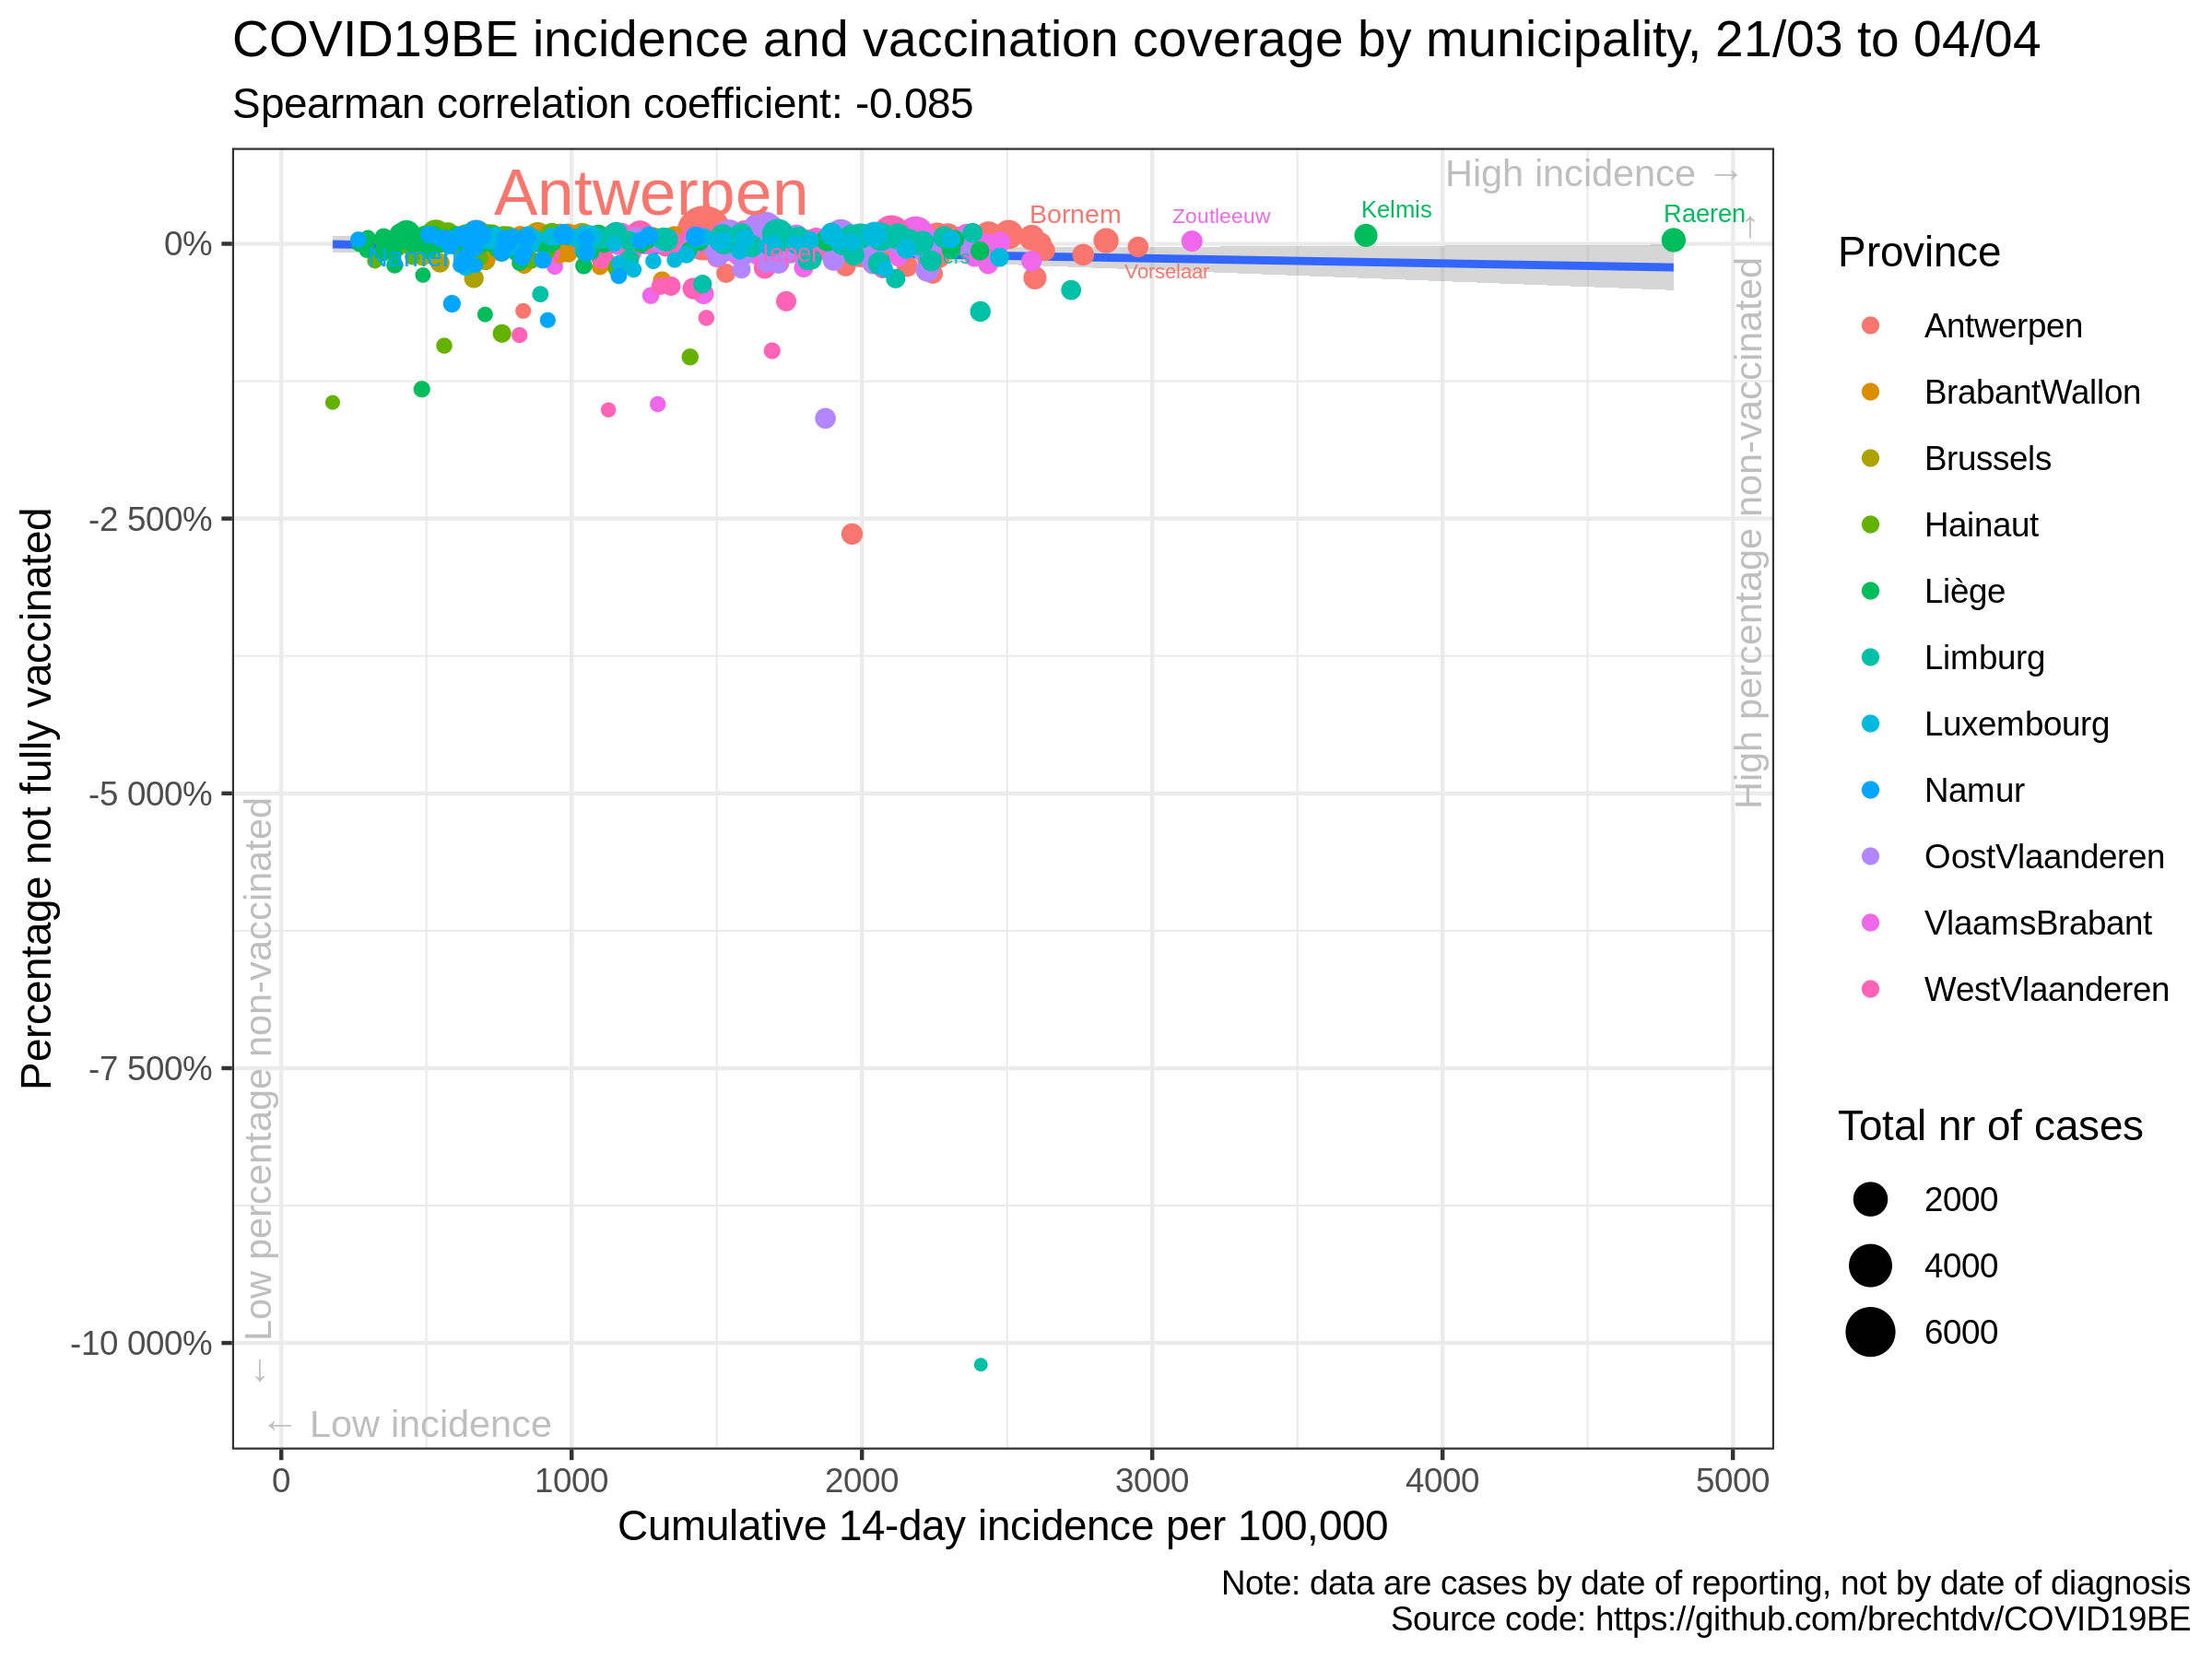 COVID19BE incidence and vaccination coverage by municipality, 21/03 to 04/04
Spearman correlation coefficient: -0.085
High incidence →
Antwerpen
Bornem
Zoutleeuw
Kelmis
Raeren
Vorselaar
Ieper
0%
-2 500%
-5 000%
-7 500%
-10 000%
Percentage not fully vaccinated
← Low percentage non-vaccinated
High percentage non-vaccinated →
← Low incidence
0
1000
2000
3000
4000
5000
Cumulative 14-day incidence per 100,000
Province
Antwerpen
BrabantWallon
Brussels
Hainaut
Liège
Limburg
Luxembourg
Namur
OostVlaanderen
VlaamsBrabant
WestVlaanderen
Total nr of cases
2000
4000
6000
Note: data are cases by date of reporting, not by date of diagnosis
Source code: https://github.com/brechtdv/COVID19BE